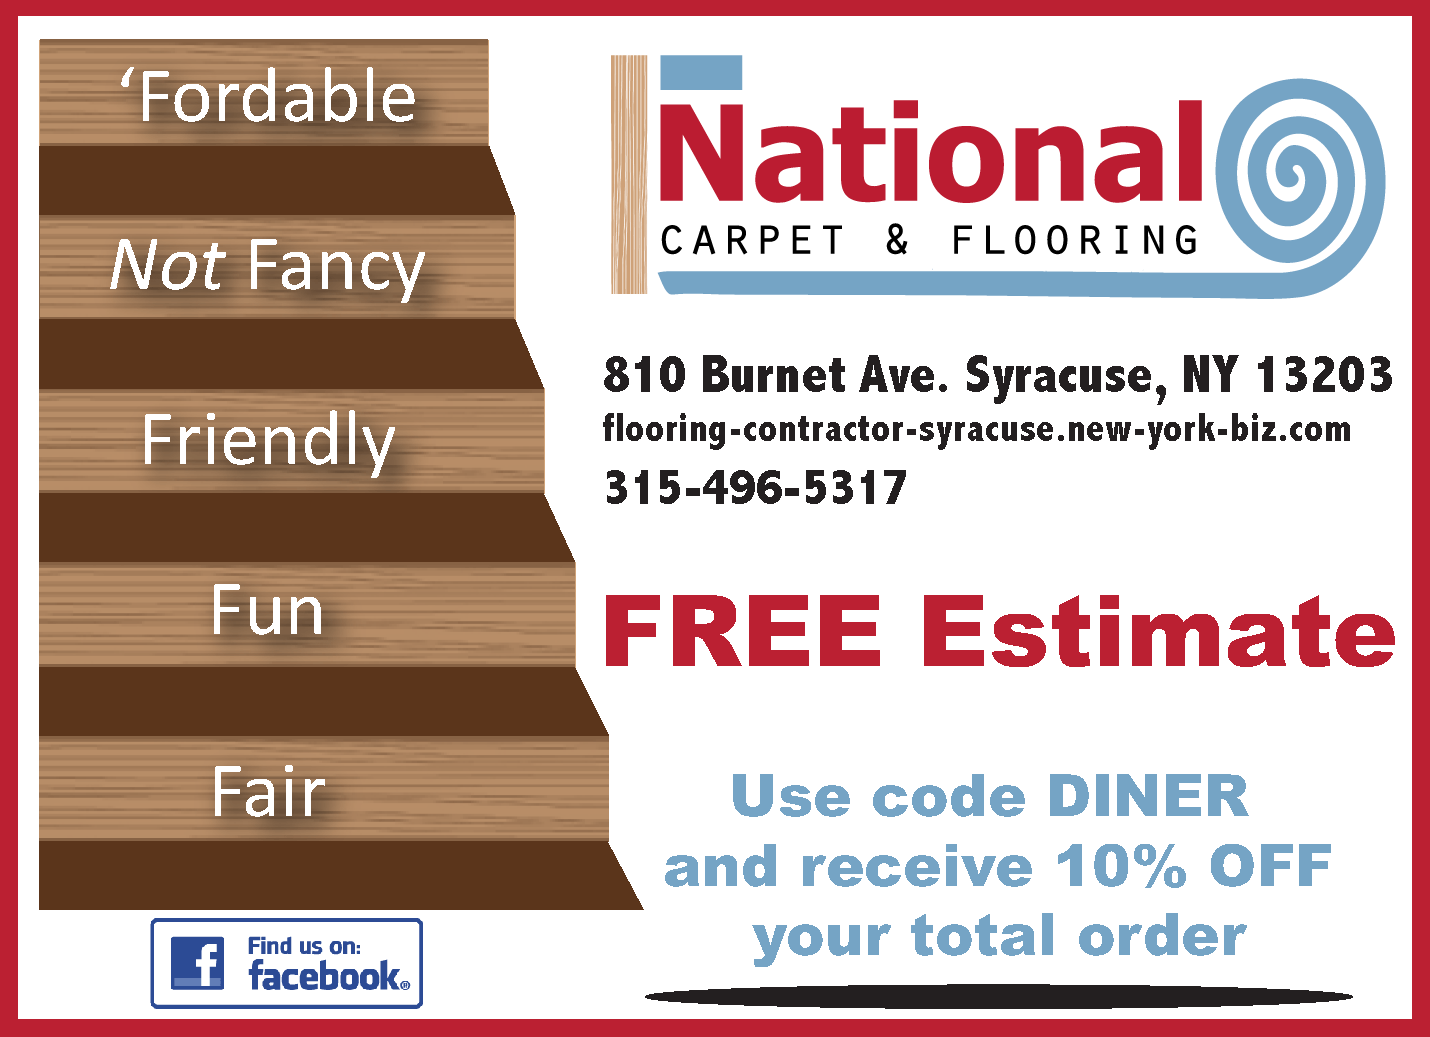 ‘Fordable
Not Fancy
Friendly
Fun
Fair
Find us on:
facebook®
National
CARPET & FLOORING
810 Burnet Ave. Syracuse, NY 13203
flooring-contractor-syracuse.new-york-biz.com
315-496-5317
FREE Estimate
Use code DINER
and receive 10% OFF
your total order